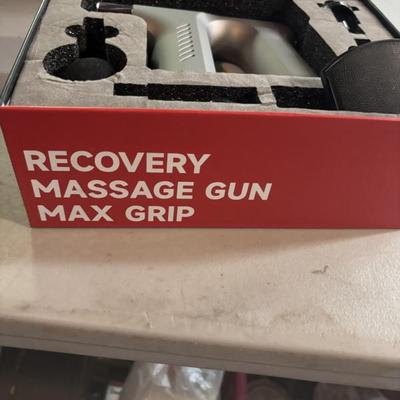 RECOVERY
MASSAGE GUN
MAX GRIP